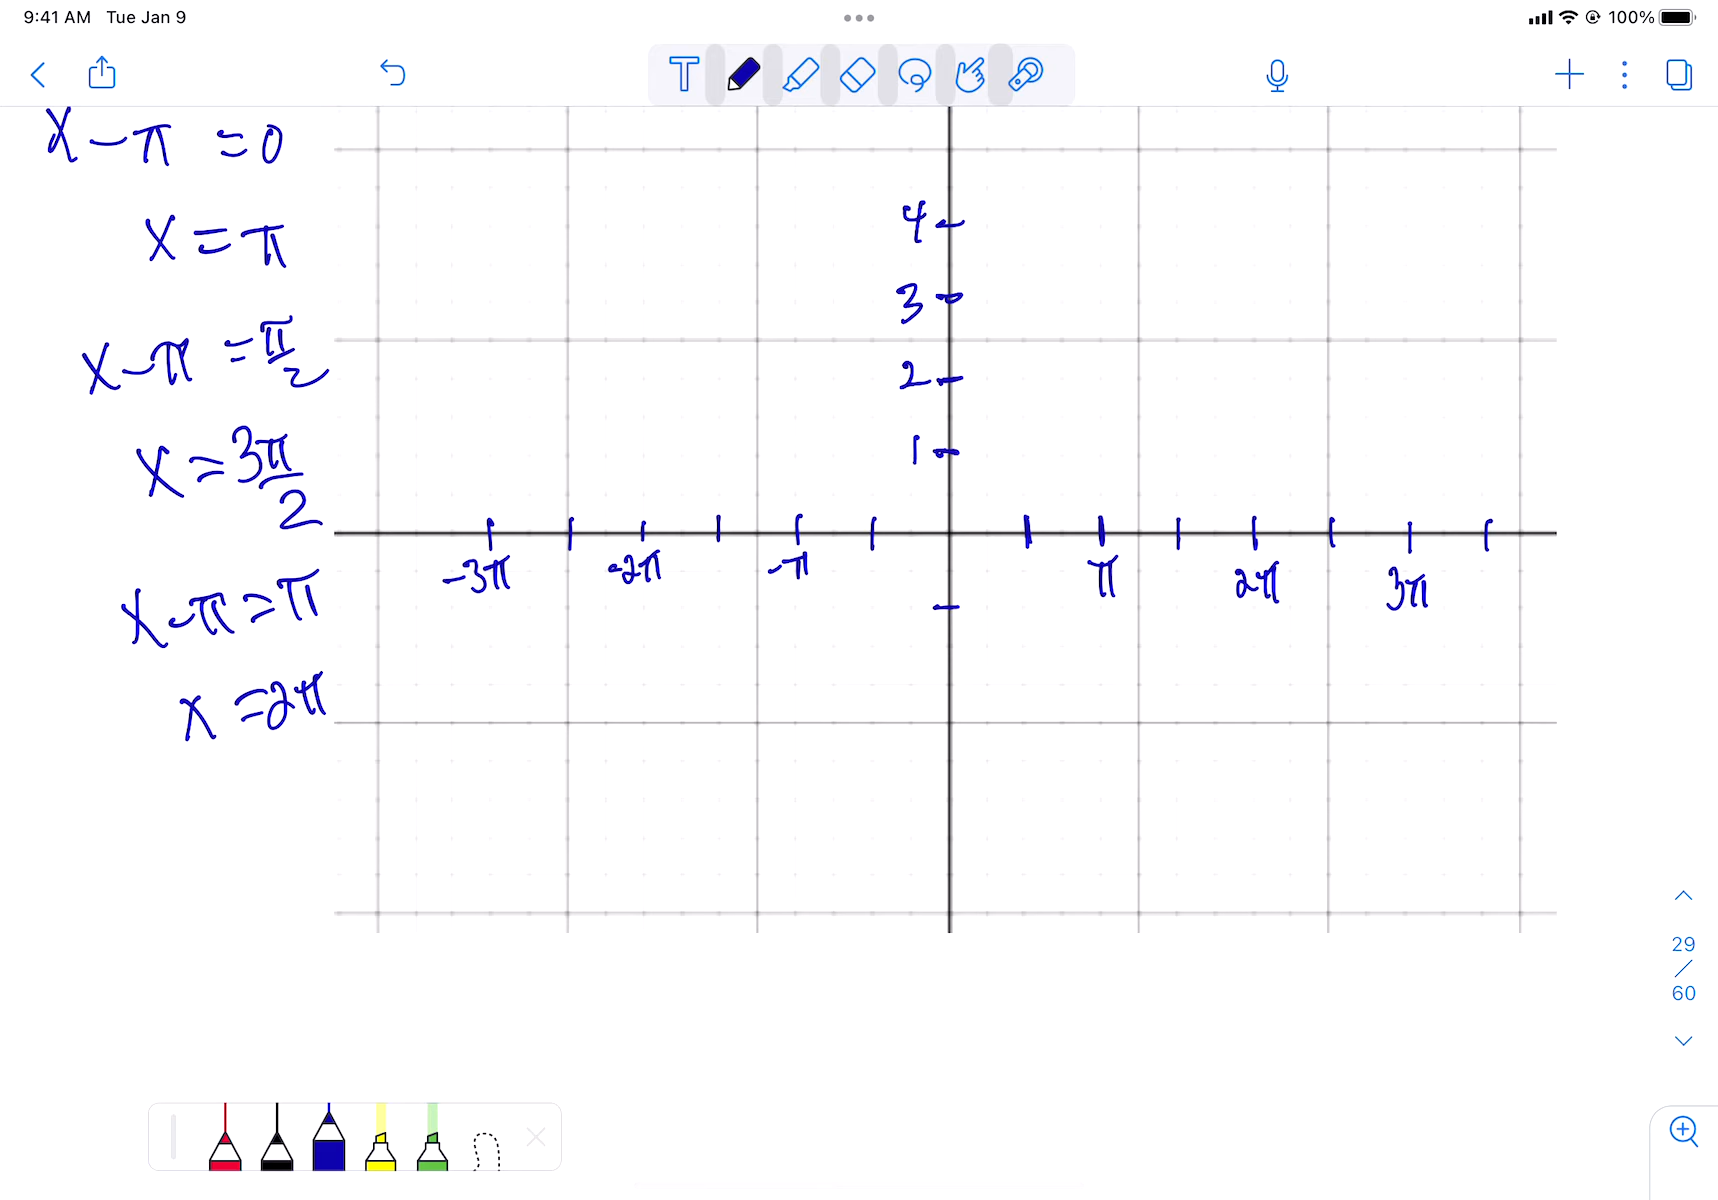 9:41 AM Tue Jan 9
100%
T
x - π = 0
x = π
x - π = π/2
x = 3π/2
x - π = π
x = 2π
4
3
2
1
-3π -2π -π π 2π 3π
29
/
60